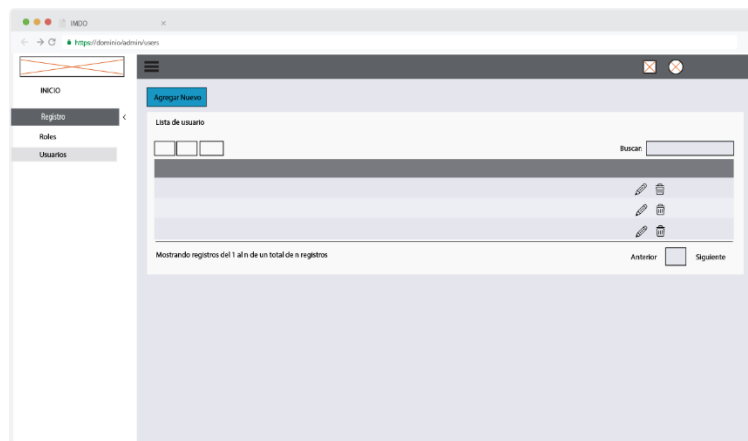 IMDO
https://dominio/admin/users
INICIO
Registro
Roles
Usuarios
Agregar Nuevo
Lista de usuario
Buscar:
Mostrando registros del 1 al n de un total de n registros
Anterior
Siguiente